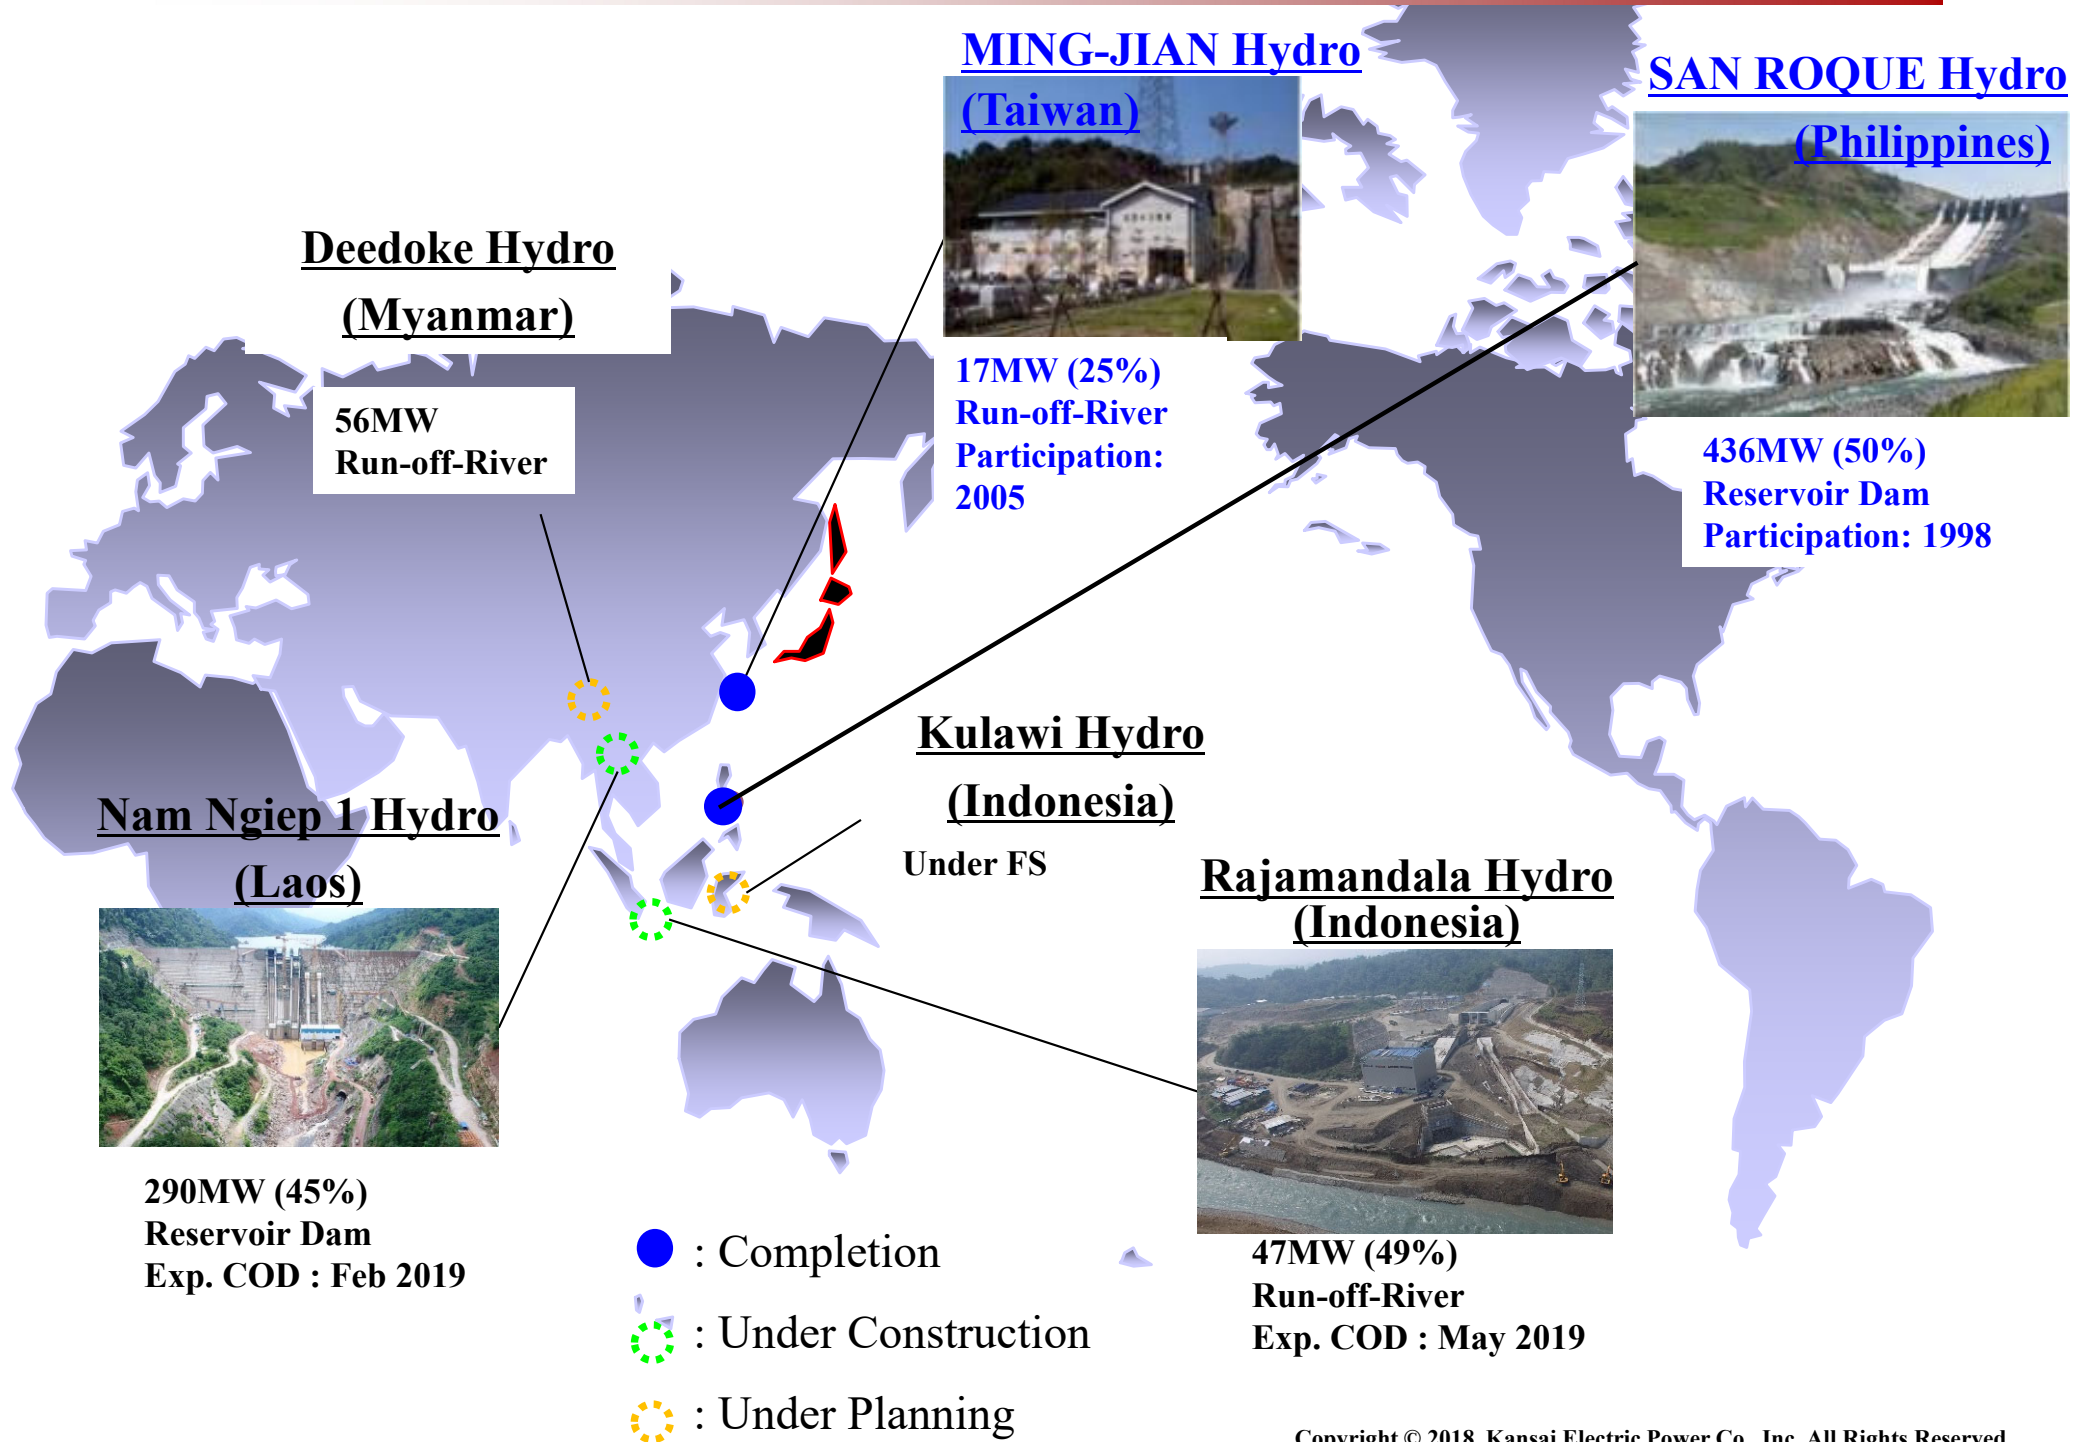 MING-JIAN Hydro
(Taiwan)
17MW (25%)
Run-off-River
Participation:
2005
SAN ROQUE Hydro
(Philippines)
436MW (50%)
Reservoir Dam
Participation: 1998
Deedoke Hydro
(Myanmar)
56MW
Run-off-River
Kulawi Hydro
(Indonesia)
Under FS
Nam Ngiep 1 Hydro
(Laos)
290MW (45%)
Reservoir Dam
Exp. COD : Feb 2019
Rajamandala Hydro
(Indonesia)
47MW (49%)
Run-off-River
Exp. COD : May 2019
: Completion
: Under Construction
: Under Planning
Copyright © 2018 Kansai Electric Power Co., Inc. All Rights Reserved